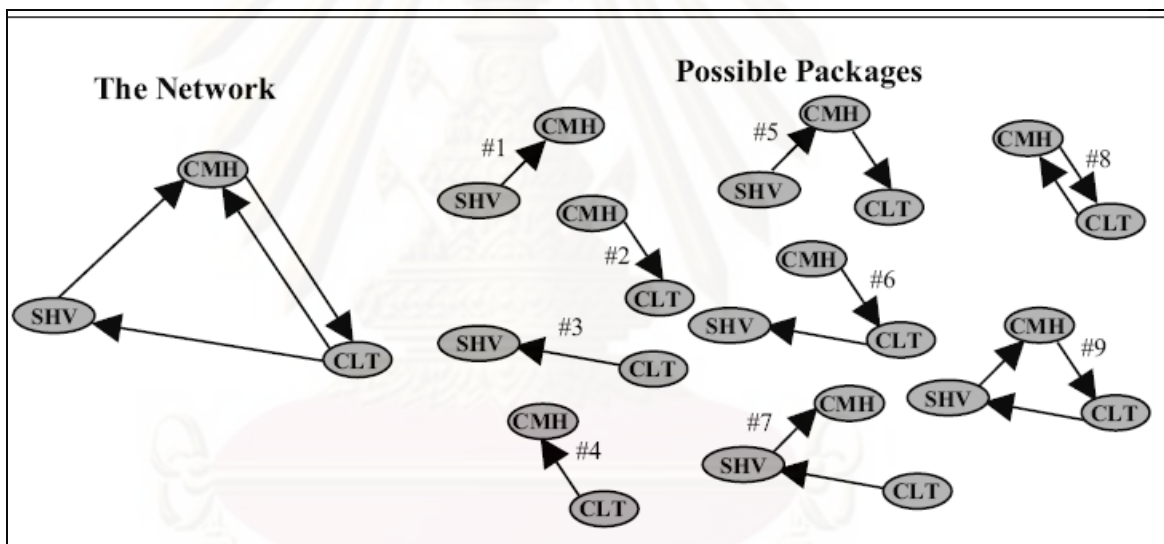 The Network
Possible Packages
CMH
SHV
CLT
#1
CMH
SHV
#2
CMH
CLT
#3
SHV
CLT
#4
CMH
CLT
#5
CMH
SHV
CLT
#6
CMH
SHV
CLT
#7
CMH
SHV
CLT
#8
CMH
CLT
#9
CMH
SHV
CLT